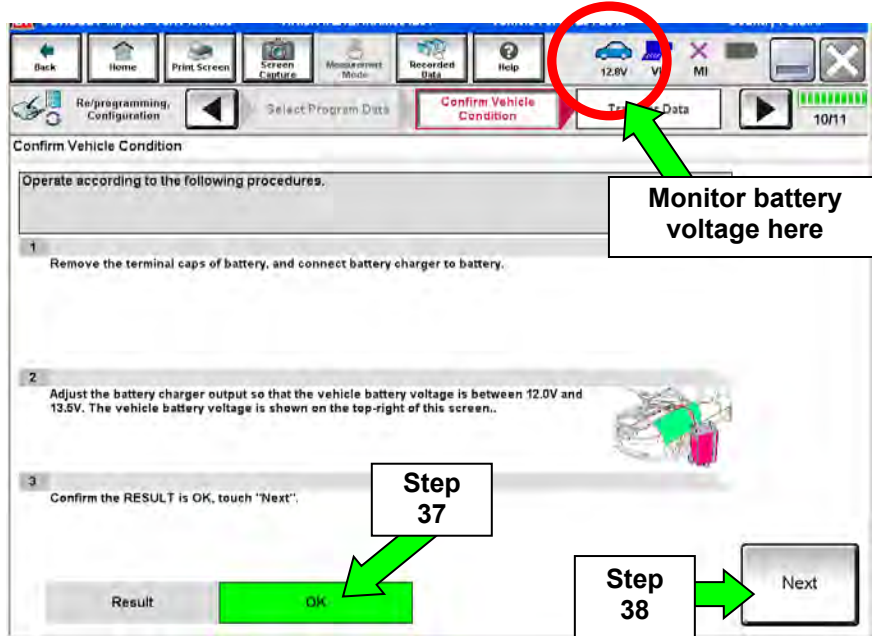 Back
Home
Print Screen
Screen
Capture
Measurement
Mode
Recorded
Data
Help
12.8V
MI
Re/programming,
Configuration
Select Program Data
Confirm Vehicle
Condition
Data
10/11
Confirm Vehicle Condition
Operate according to the following procedures.
Monitor battery
voltage here
1
Remove the terminal caps of battery, and connect battery charger to battery.
2
Adjust the battery charger output so that the vehicle battery voltage is between 12.0V and
13.5V. The vehicle battery voltage is shown on the top-right of this screen..
3
Confirm the RESULT is OK, touch "Next".
Step
37
Result
OK
Step
38
Next